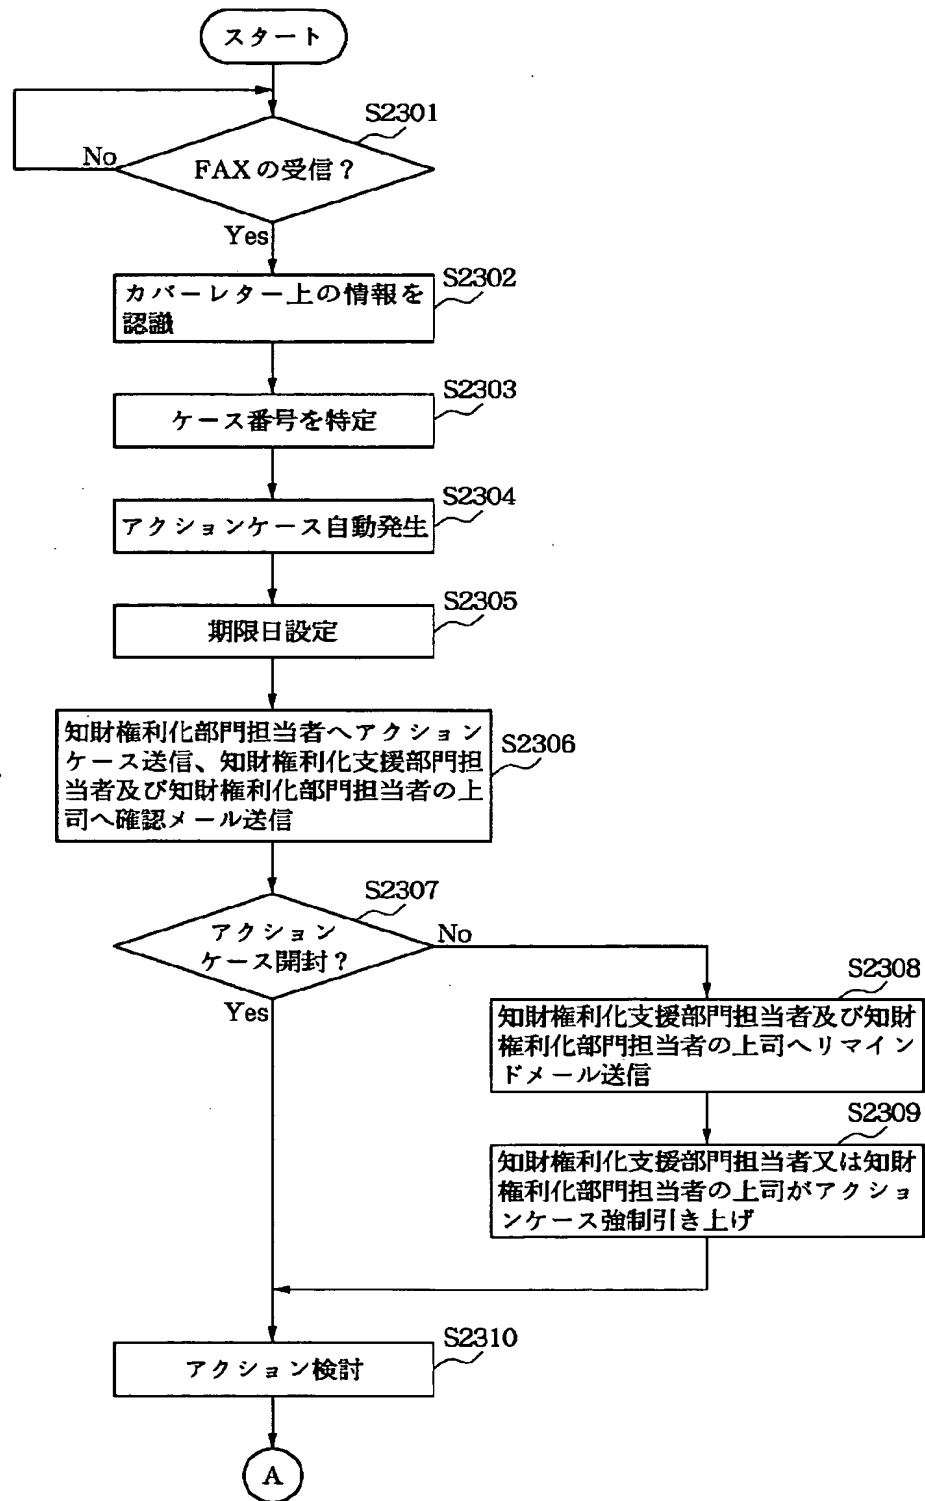 スタート
S2301
No
FAXの受信？
Yes
S2302
カバーレター上の情報を
認識
S2303
ケース番号を特定
S2304
アクションケース自動発生
S2305
期限日設定
S2306
知財権利化部門担当者へアクション
ケース送信、知財権利化支援部門担
当者及び知財権利化部門担当者の上
司へ確認メール送信
S2307
アクション
ケース開封？
No
Yes
S2308
知財権利化支援部門担当者及び知財
権利化部門担当者の上司へリマイン
ドメール送信
S2309
知財権利化支援部門担当者又は知財
権利化部門担当者の上司がアクショ
ンケース強制引き上げ
S2310
アクション検討
A